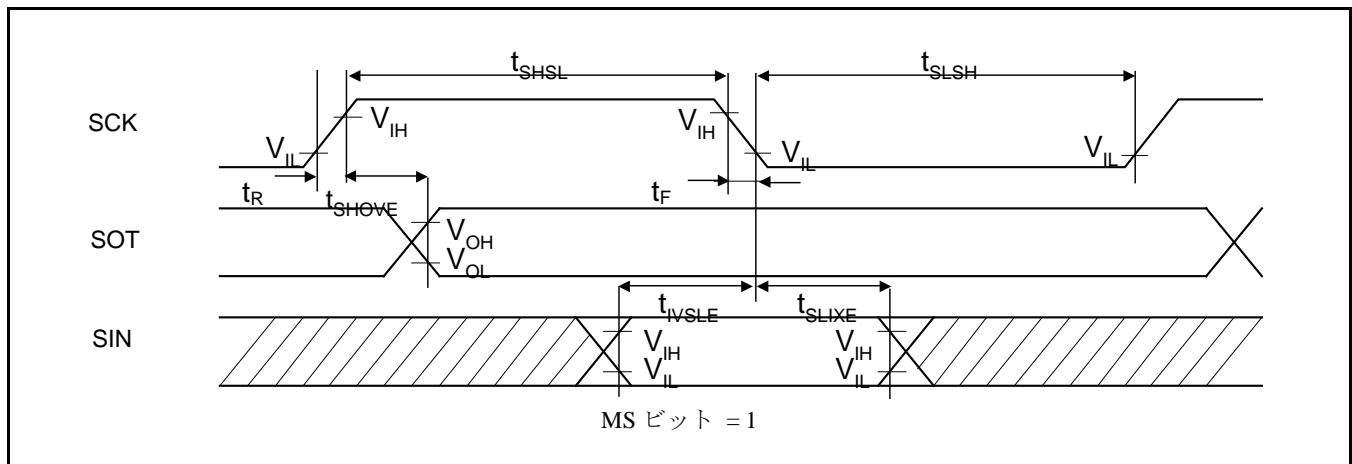 tSHSL tSLSH
SCK
VIH VIH
VIL VIL VIL
tR tSHOVE tF
SOT
VOH
VOL
tIVSLE tSLIXE
SIN
VIH VIH
VIL VIL
MS ビット = 1